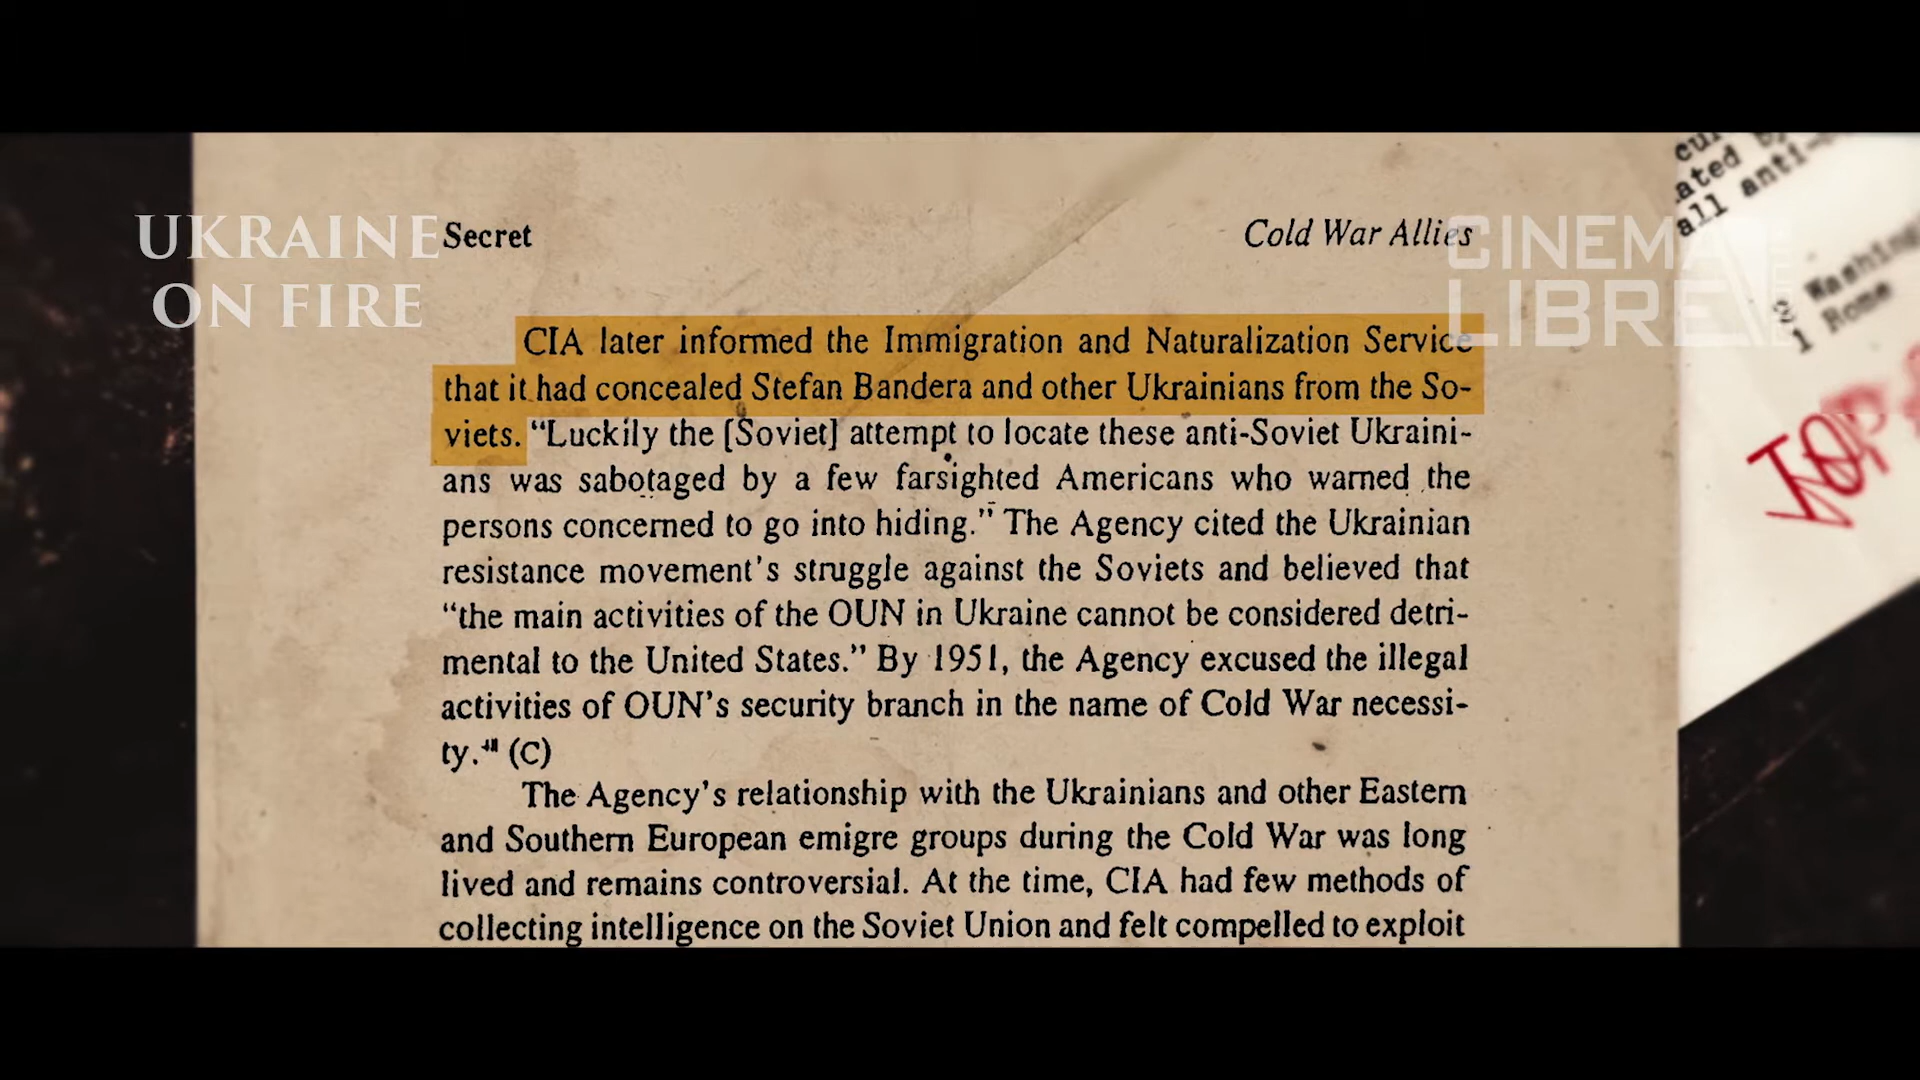 UKRAINE
ON FIRE
Secret
Cold War Allies
CINEMA
LIBRE
CIA later informed the Immigration and Naturalization Service
that it had concealed Stefan Bandera and other Ukrainians from the So-
viets. “Luckily the [Soviet] attempt to locate these anti-Soviet Ukraini-
ans was sabotaged by a few farsighted Americans who warned the
persons concerned to go into hiding.” The Agency cited the Ukrainian
resistance movement's struggle against the Soviets and believed that
“the main activities of the OUN in Ukraine cannot be considered detri-
mental to the United States.” By 1951, the Agency excused the illegal
activities of OUN's security branch in the name of Cold War necessi-
ty.” (C)
The Agency's relationship with the Ukrainians and other Eastern
and Southern European emigre groups during the Cold War was long
lived and remains controversial. At the time, CIA had few methods of
collecting intelligence on the Soviet Union and felt compelled to exploit
all anti-
1 Rome
TOP